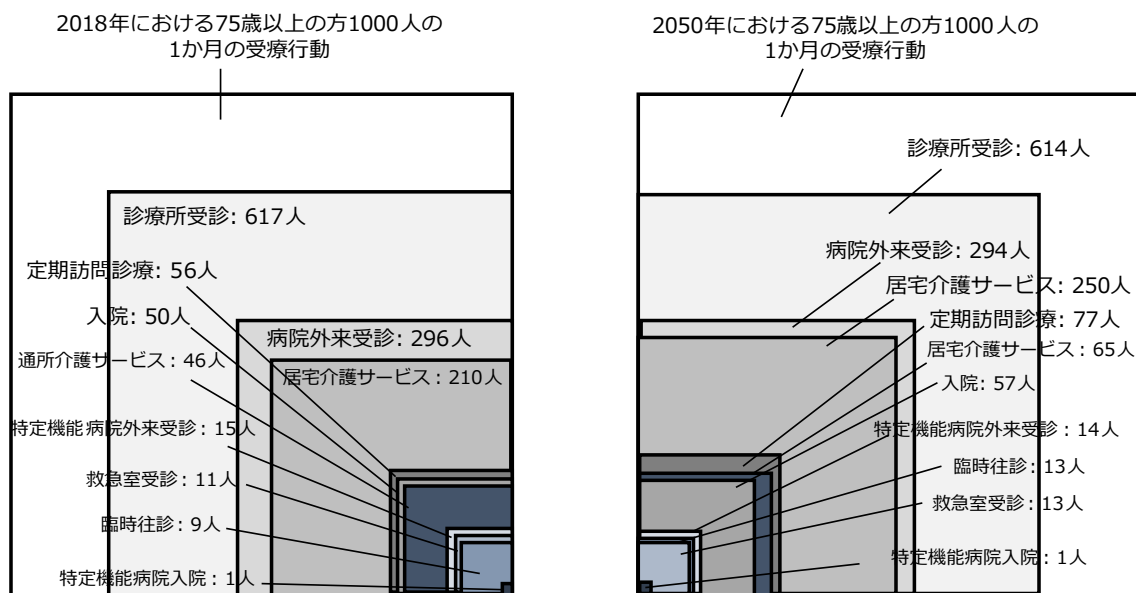 2018年における75歳以上の方1000人の
1か月の受療行動
診療所受診: 617人
定期訪問診療: 56人
入院: 50人
病院外来受診: 296人
通所介護サービス: 46人
居宅介護サービス: 210人
特定機能病院外来受診: 15人
救急室受診: 11人
臨時往診: 9人
特定機能病院入院: 1人
2050年における75歳以上の方1000人の
1か月の受療行動
診療所受診: 614人
病院外来受診: 294人
居宅介護サービス: 250人
定期訪問診療: 77人
居宅介護サービス: 65人
入院: 57人
特定機能病院外来受診: 14人
臨時往診: 13人
救急室受診: 13人
特定機能病院入院: 1人